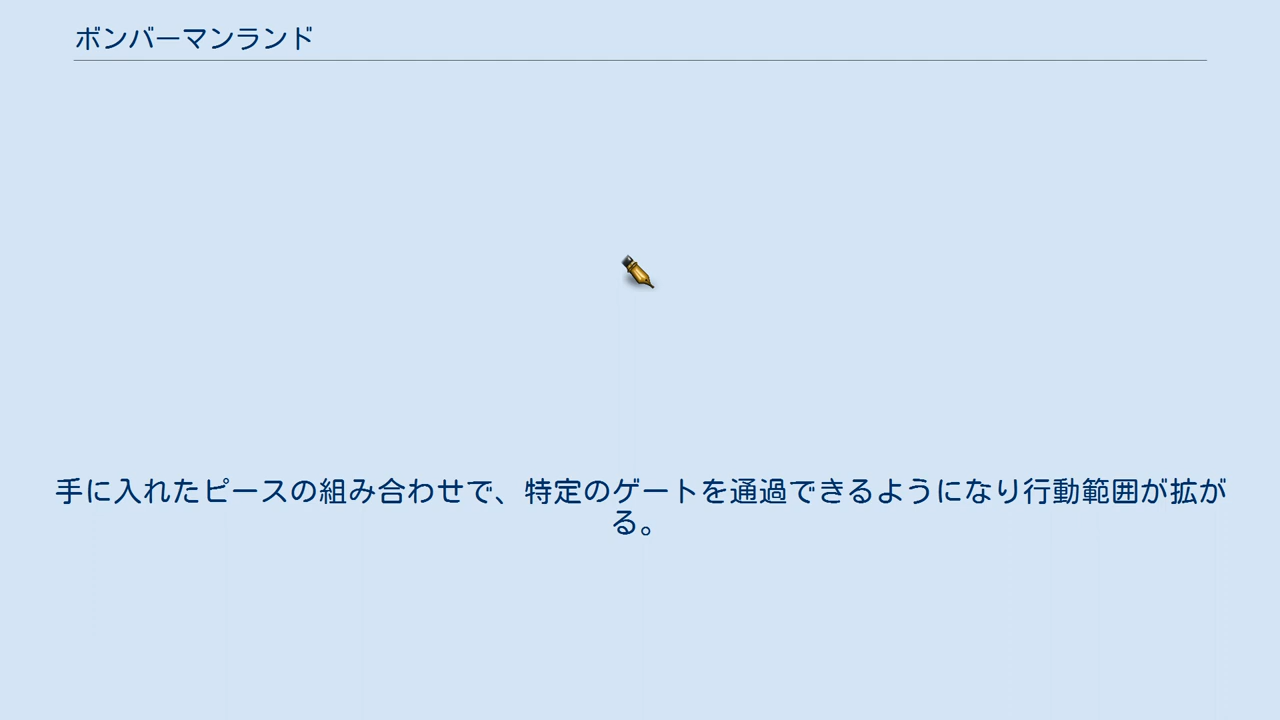 ボンバーマンランド
手に入れたピースの組み合わせで、特定のゲートを通過できるようになり行動範囲が拡が
る。